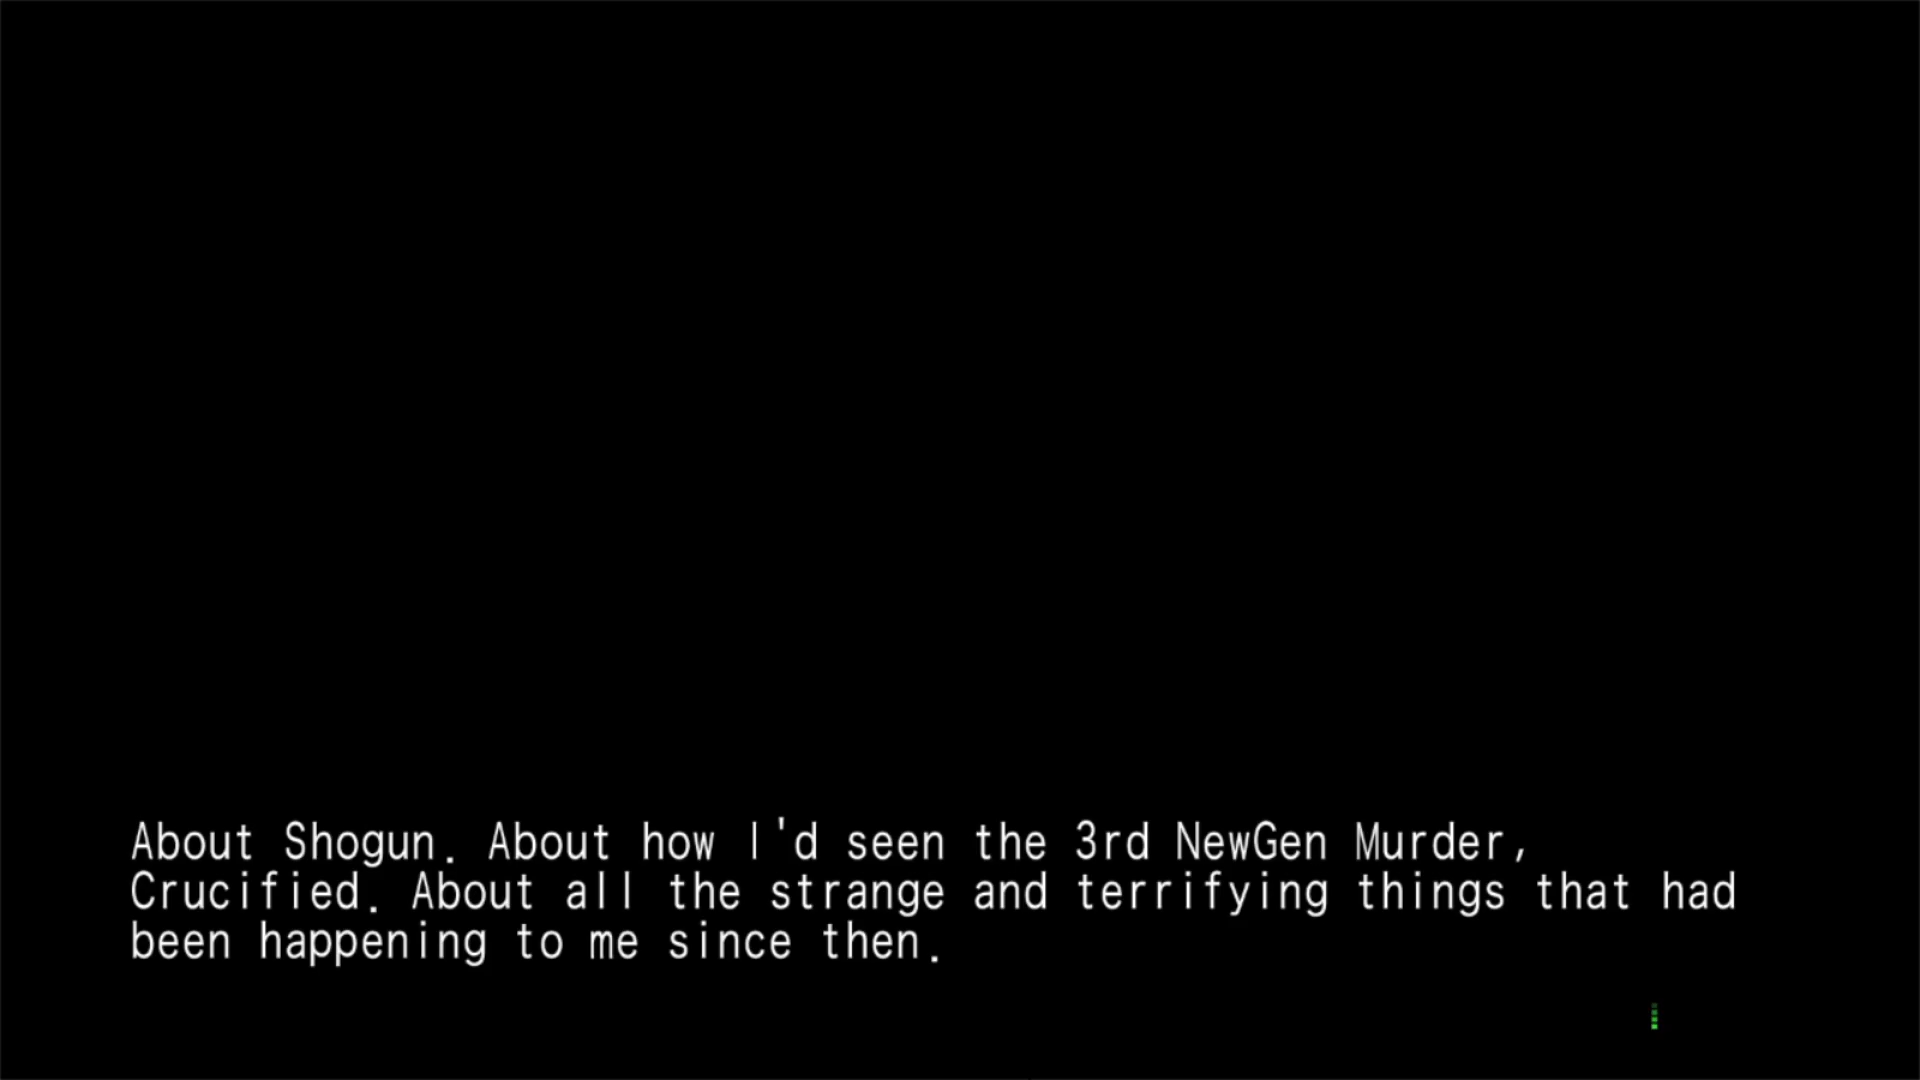 About Shogun. About how I'd seen the 3rd NewGen Murder,
Crucified. About all the strange and terrifying things that had
been happening to me since then.